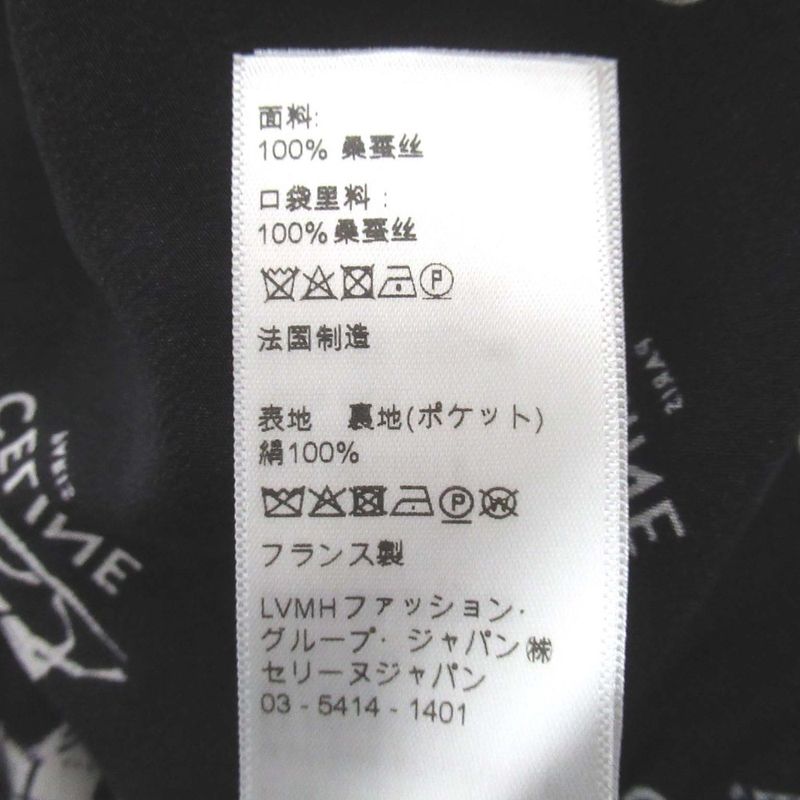 面料:
100% 桑蚕丝
口袋里料 :
100% 桑蚕丝
P
法国制造
表地　裏地(ポケット)
絹100%
P W
フランス製
LVMHファッション・
グループ・ジャパン㈱
セリーヌジャパン
03 - 5414 - 1401
CELINE
PARIS
PARIS